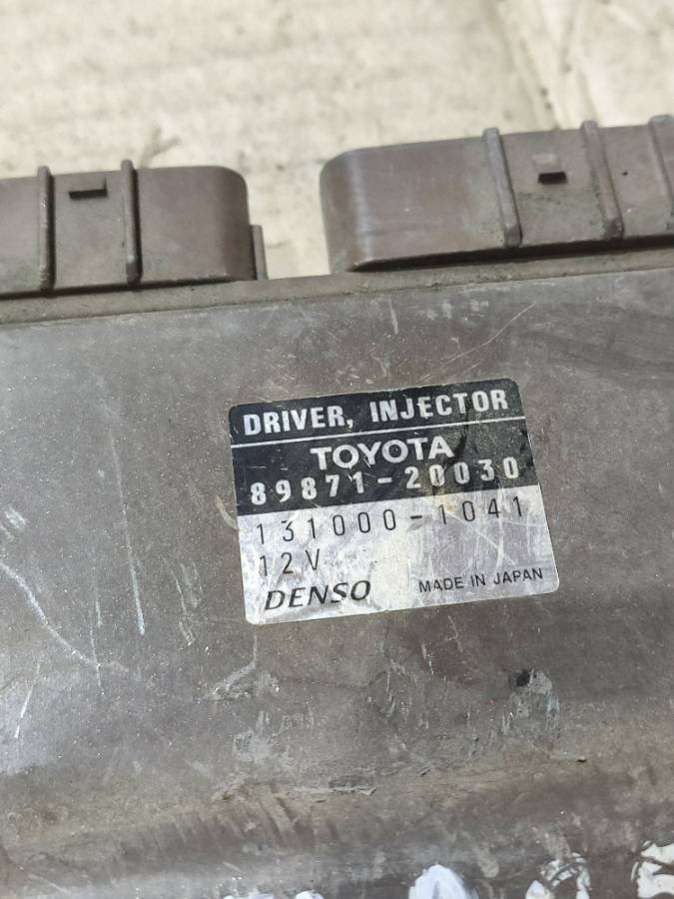 DRIVER, INJECTOR
TOYOTA
89871-20030
131000-1041
12V
DENSO MADE IN JAPAN